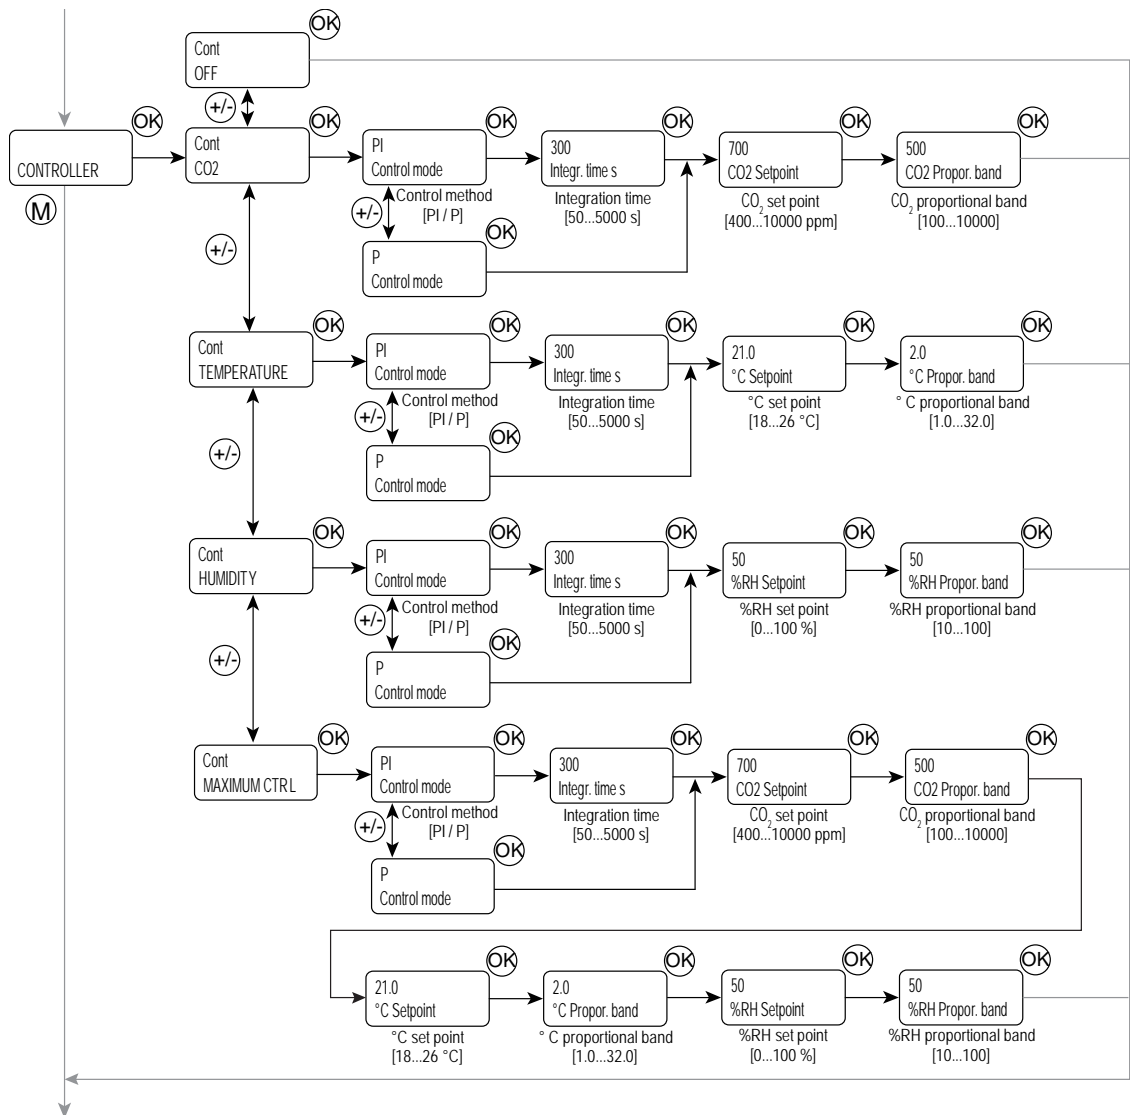 OK
Cont
OFF
+/-
OK
OK
OK
OK
OK
OK
CONTROLLER
Cont
CO2
PI
Control mode
300
Integr. time s
700
CO2 Setpoint
500
CO2 Propor. band
M
Control method
[PI / P]
Integration time
[50...5000 s]
CO2 set point
[400...10000 ppm]
CO2 proportional band
[100...10000]
+/-
OK
+/-
P
Control mode
OK
OK
OK
OK
OK
Cont
TEMPERATURE
PI
Control mode
300
Integr. time s
21.0
°C Setpoint
2.0
°C Propor. band
Control method
[PI / P]
Integration time
[50...5000 s]
°C set point
[18...26 °C]
° C proportional band
[1.0...32.0]
+/-
OK
+/-
P
Control mode
OK
OK
OK
OK
OK
Cont
HUMIDITY
PI
Control mode
300
Integr. time s
50
%RH Setpoint
50
%RH Propor. band
Control method
[PI / P]
Integration time
[50...5000 s]
%RH set point
[0...100 %]
%RH proportional band
[10...100]
+/-
OK
+/-
P
Control mode
OK
OK
OK
OK
OK
Cont
MAXIMUM CTRL
PI
Control mode
300
Integr. time s
700
CO2 Setpoint
500
CO2 Propor. band
Control method
[PI / P]
Integration time
[50...5000 s]
CO2 set point
[400...10000 ppm]
CO2 proportional band
[100...10000]
+/-
OK
P
Control mode
OK
OK
OK
OK
21.0
°C Setpoint
2.0
°C Propor. band
50
%RH Setpoint
50
%RH Propor. band
°C set point
[18...26 °C]
° C proportional band
[1.0...32.0]
%RH set point
[0...100 %]
%RH proportional band
[10...100]